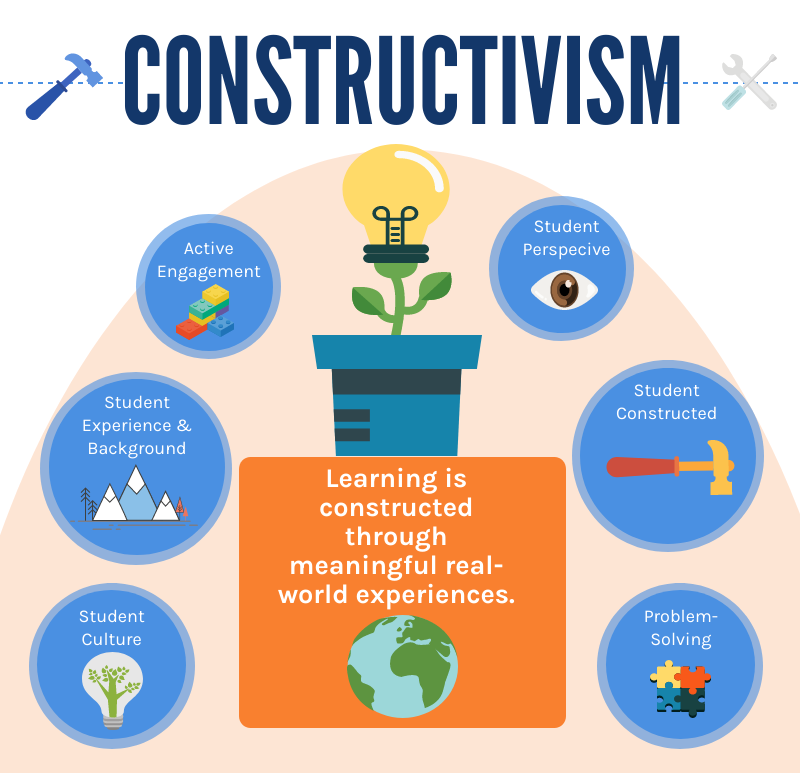 CONSTRUCTIVISM
Active
Engagement
Student
Perspecive
Student
Experience &
Background
Student
Constructed
Learning is
constructed
through
meaningful real-
world experiences.
Student
Culture
Problem-
Solving